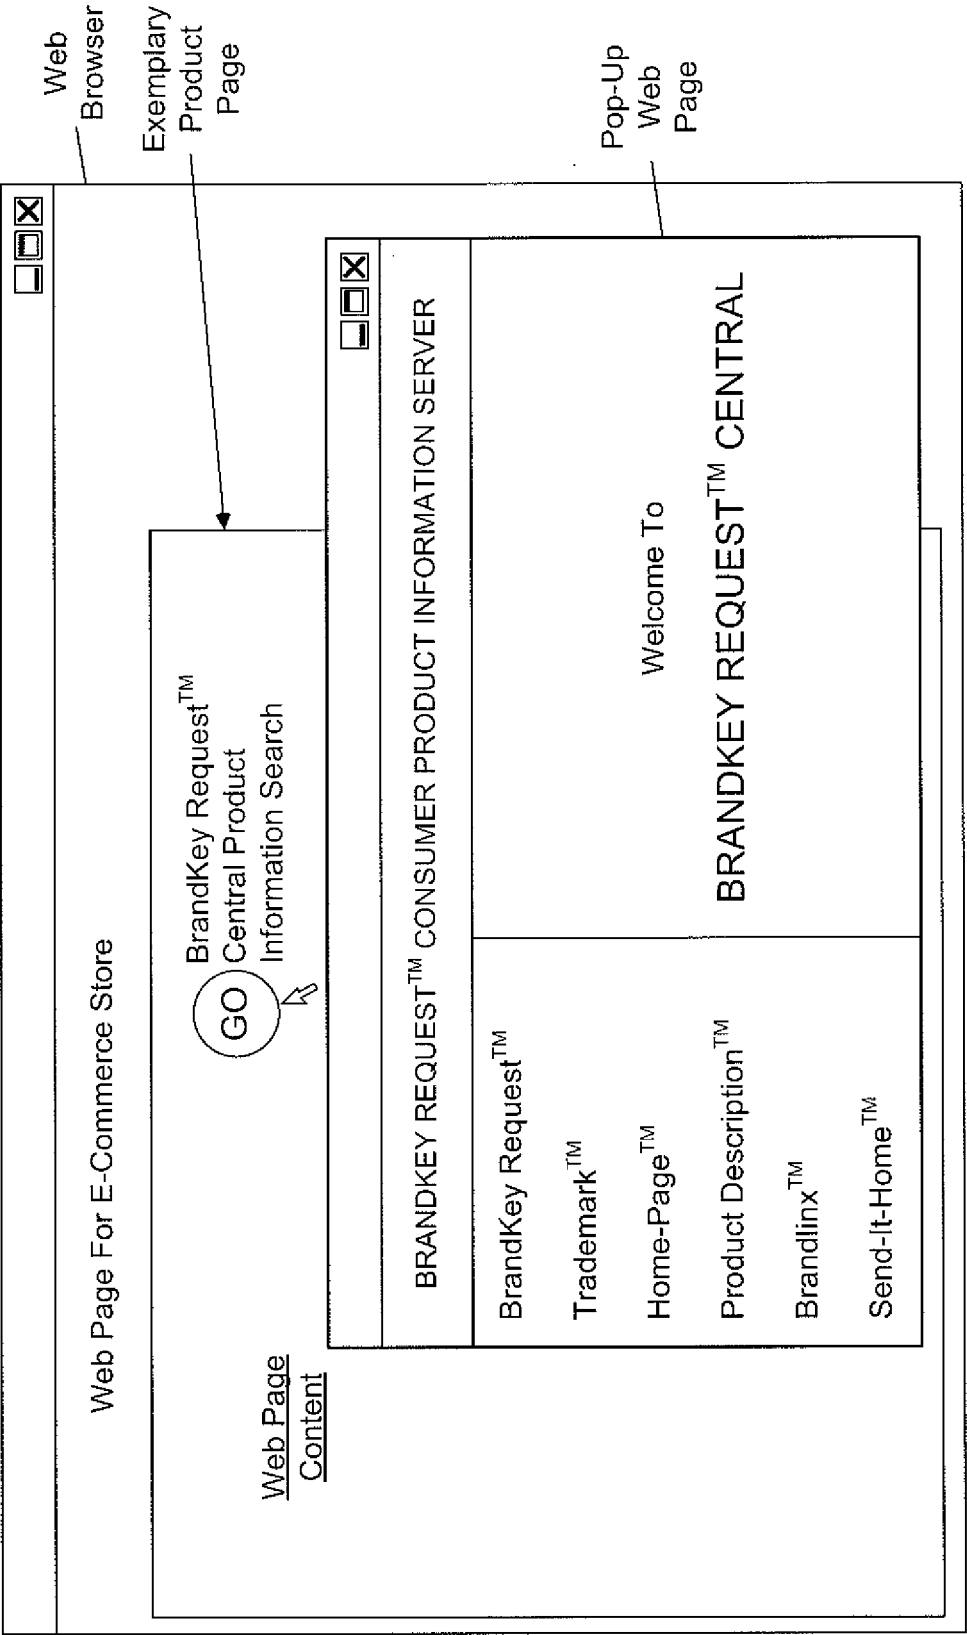 Web
Browser
Exemplary
Product
Page
Pop-Up
Web
Page
Web Page For E-Commerce Store
GO
BrandKey Request™
Central Product
Information Search
Web Page
Content
BRANDKEY REQUEST™ CONSUMER PRODUCT INFORMATION SERVER
BrandKey Request™
Trademark™
Home-Page™
Product Description™
Brandlinx™
Send-It-Home™
Welcome To
BRANDKEY REQUEST™ CENTRAL